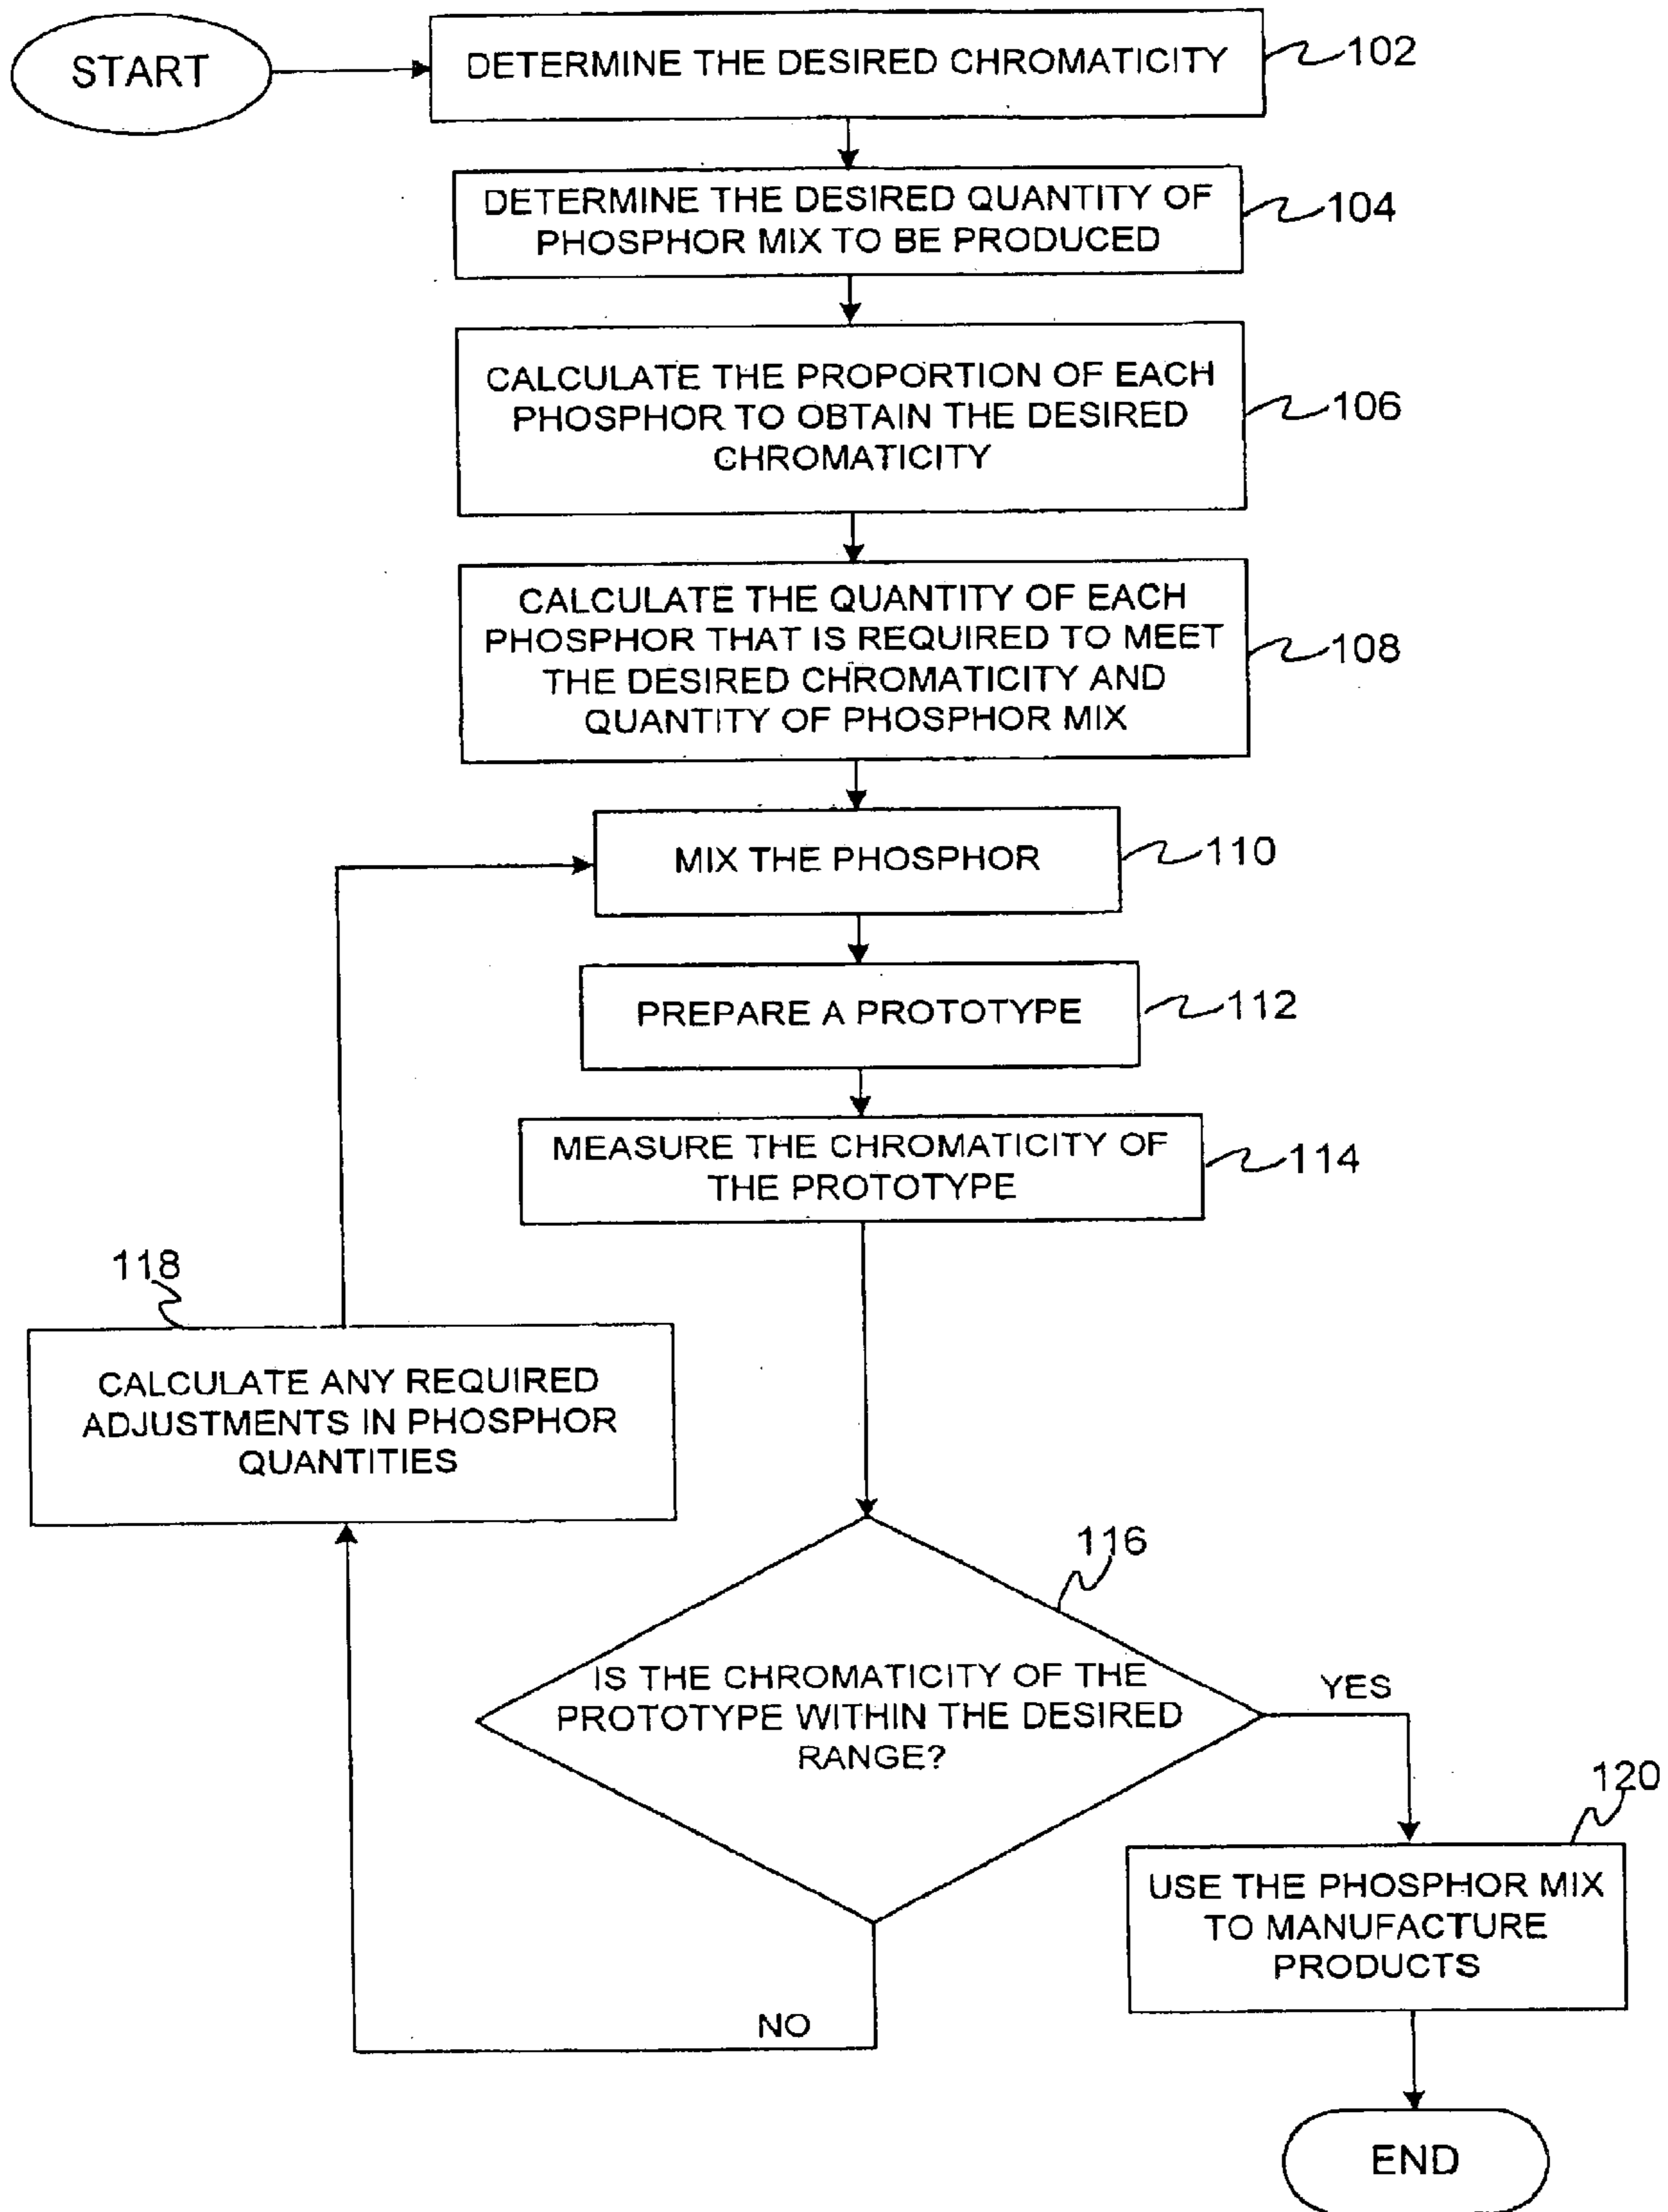 START
DETERMINE THE DESIRED CHROMATICITY
102
DETERMINE THE DESIRED QUANTITY OF
PHOSPHOR MIX TO BE PRODUCED
104
CALCULATE THE PROPORTION OF EACH
PHOSPHOR TO OBTAIN THE DESIRED
CHROMATICITY
106
CALCULATE THE QUANTITY OF EACH
PHOSPHOR THAT IS REQUIRED TO MEET
THE DESIRED CHROMATICITY AND
QUANTITY OF PHOSPHOR MIX
108
MIX THE PHOSPHOR
110
PREPARE A PROTOTYPE
112
MEASURE THE CHROMATICITY OF
THE PROTOTYPE
114
118
CALCULATE ANY REQUIRED
ADJUSTMENTS IN PHOSPHOR
QUANTITIES
116
IS THE CHROMATICITY OF THE
PROTOTYPE WITHIN THE DESIRED
RANGE?
YES
NO
120
USE THE PHOSPHOR MIX
TO MANUFACTURE
PRODUCTS
END